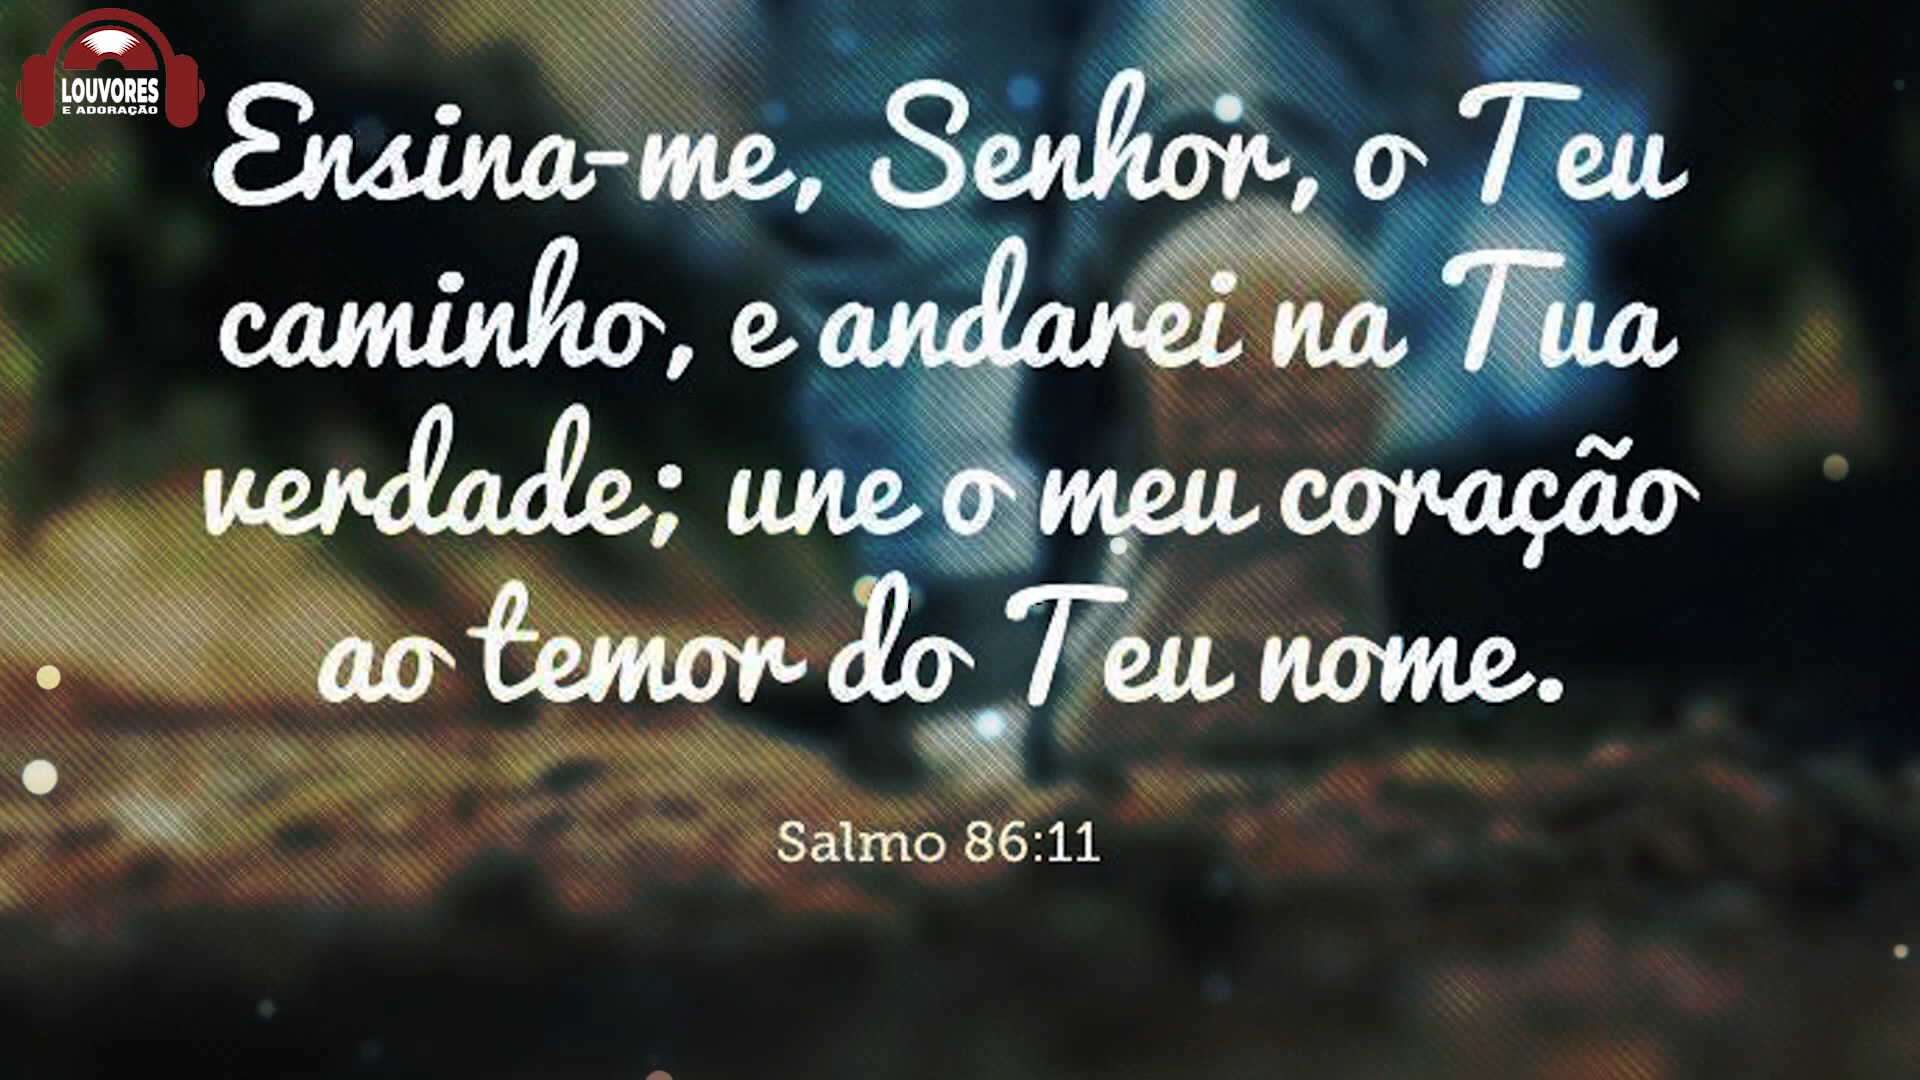 LOUVORES
E ADORAÇÃO
Ensina-me, Senhor, o Teu
caminho, e andarei na Tua
verdade; une o meu coração
ao temor do Teu nome.
Salmo 86:11